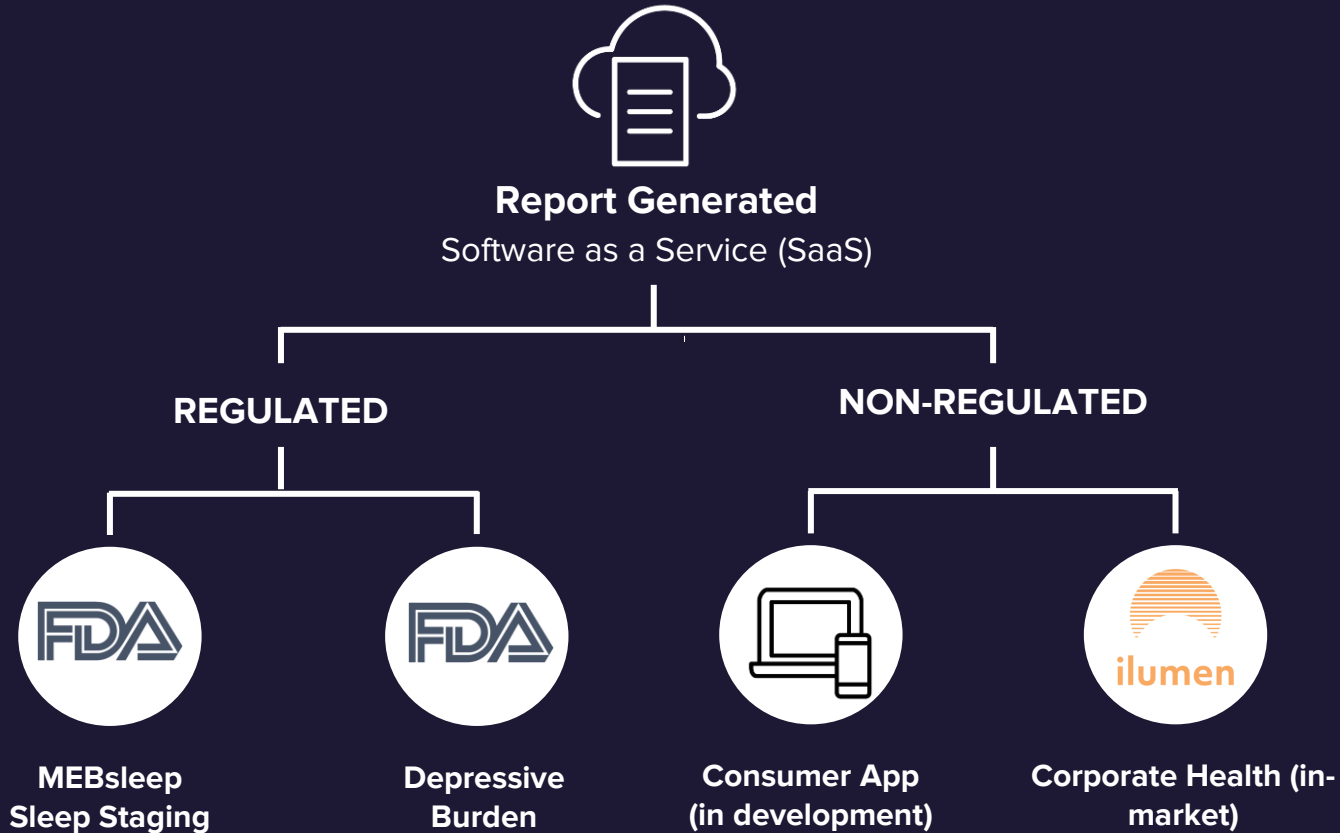 Report Generated
Software as a Service (SaaS)
REGULATED
NON-REGULATED
FDA
FDA
ilumen
MEBsleep
Sleep Staging
Depressive
Burden
Consumer App
(in development)
Corporate Health (in-
market)